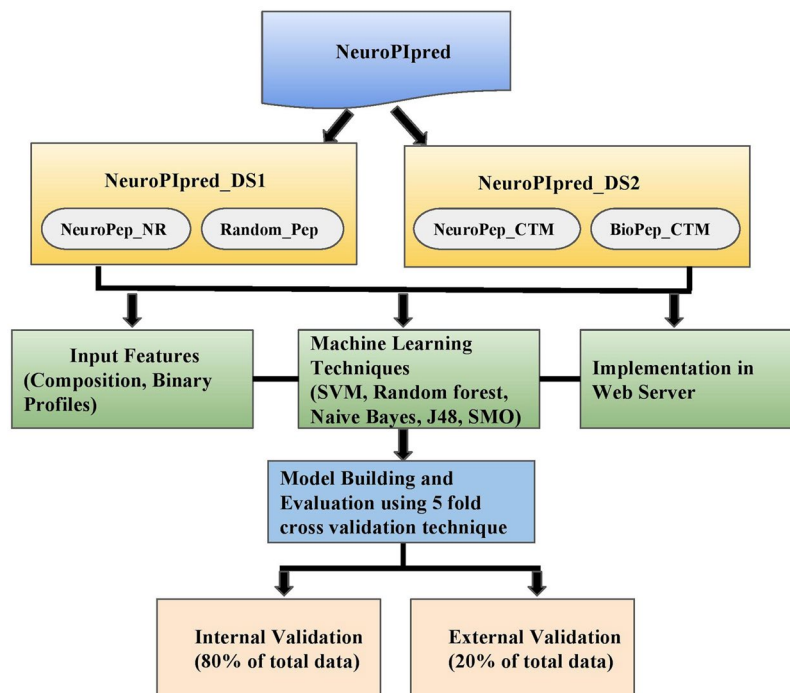 NeuroPIpred
NeuroPIpred_DS1
NeuroPep_NR
Random_Pep
NeuroPIpred_DS2
NeuroPep_CTM
BioPep_CTM
Input Features
(Composition, Binary
Profiles)
Machine Learning
Techniques
(SVM, Random forest,
Naive Bayes, J48, SMO)
Implementation in
Web Server
Model Building and
Evaluation using 5 fold
cross validation technique
Internal Validation
(80% of total data)
External Validation
(20% of total data)